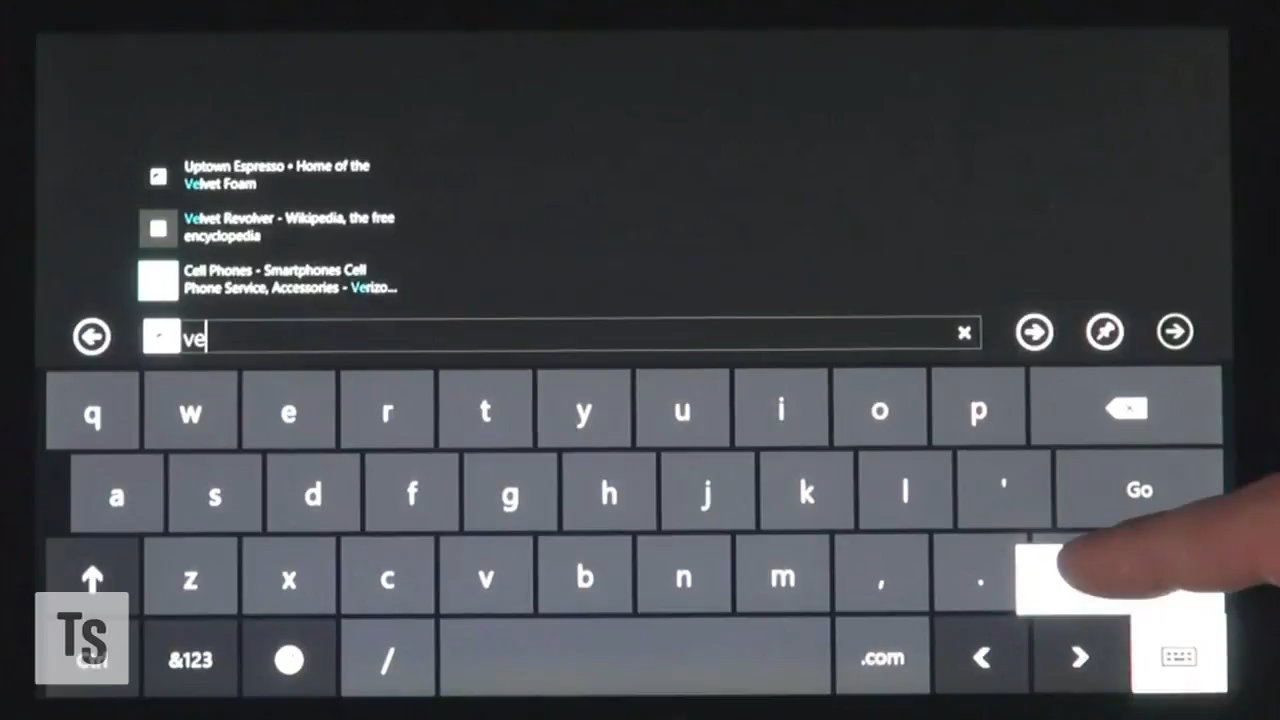 Uptown Espresso • Home of the
Velvet Foam
Velvet Revolver - Wikipedia, the free
encyclopedia
Cell Phones - Smartphones Cell
Phone Service, Accessories - Verizo...
ve
q w e r t y u i o p
a s d f g h j k l ' Go
z x c v b n m , .
Ctrl &123 / .com < >
Ts